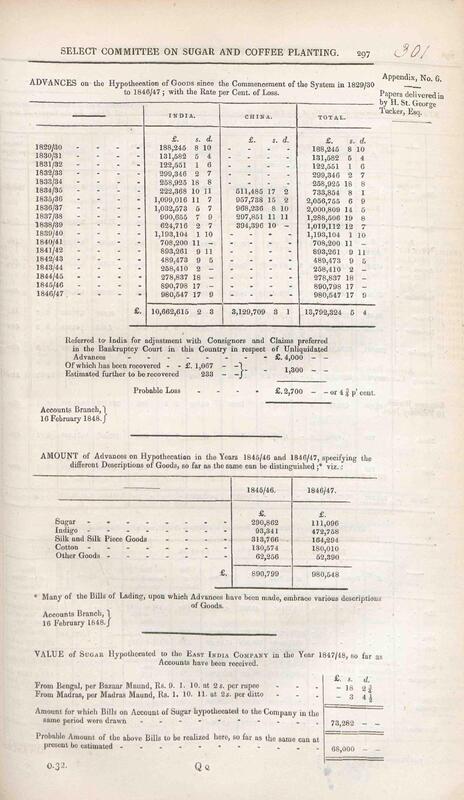 SELECT COMMITTEE ON SUGAR AND COFFEE PLANTING. 297 301
Appendix, No. 6.
Papers delivered in
by H. St. George
Tucker, Esq.
ADVANCES on the Hypothecation of Goods since the Commencement of the System in 1829/30
to 1846/47; with the Rate per Cent. of Loss.
INDIA. CHINA. TOTAL.
£. s. d. £. s. d. £. s. d.
1829/30 - - - 188,245 8 10 - - - 188,245 8 10
1830/31 - - - 131,582 5 4 - - - 131,582 5 4
1831/32 - - - 122,551 1 6 - - - 122,551 1 6
1832/33 - - - 299,346 2 7 - - - 299,346 2 7
1833/34 - - - 258,925 18 8 - - - 258,925 18 8
1834/35 - - - 222,368 10 11 511,485 17 2 733,854 8 1
1835/36 - - - 1,099,016 11 7 957,738 15 2 2,056,755 6 9
1836/37 - - - 1,032,573 5 7 968,236 8 10 2,000,809 14 5
1837/38 - - - 990,655 7 9 297,851 11 11 1,288,506 19 8
1838/39 - - - 624,716 2 7 394,396 10 - 1,019,112 12 7
1839/40 - - - 1,193,104 1 10 - - - 1,193,104 1 10
1840/41 - - - 708,200 11 - - - - 708,200 11 -
1841/42 - - - 893,261 9 11 - - - 893,261 9 11
1842/43 - - - 489,473 9 5 - - - 489,473 9 5
1843/44 - - - 258,410 2 - - - - 258,410 2 -
1844/45 - - - 278,837 18 - - - - 278,837 18 -
1845/46 - - - 890,798 17 - - - - 890,798 17 -
1846/47 - - - 980,547 17 9 - - - 980,547 17 9
£. 10,662,615 2 3 3,129,709 3 1 13,792,324 5 4
Referred to India for adjustment with Consignors and Claims preferred
in the Bankruptcy Court in this Country in respect of Unliquidated
Advances - - - - - - - £. 4,000 - -
Of which has been recovered - - £. 1,067 - -}
Estimated further to be recovered 233 - -} - 1,300 - -
Probable Loss - - - - £. 2,700 - - or 4 ⅔ p' cent.
Accounts Branch,}
16 February 1848.}
AMOUNT of Advances on Hypothecation in the Years 1845/46 and 1846/47, specifying the
different Descriptions of Goods, so far as the same can be distinguished;* viz.:
1845/46. 1846/47.
£. £.
Sugar - - - - - - - 290,862 111,096
Indigo - - - - - - - 93,341 472,758
Silk and Silk Piece Goods - - - - 313,766 164,294
Cotton - - - - - - - 130,574 180,010
Other Goods - - - - - - 62,256 52,390
£. 890,799 980,548
* Many of the Bills of Lading, upon which Advances have been made, embrace various descriptions
of Goods.
Accounts Branch,}
16 February 1848.}
VALUE of SUGAR Hypothecated to the EAST INDIA COMPANY in the Year 1847/48, so far as
Accounts have been received.
£. s. d.
From Bengal, per Bazaar Maund, Rs. 9. 1. 10. at 2 s. per rupee - - - - 18 2 ¾
From Madras, per Madras Maund, Rs. 1. 10. 11. at 2 s. per ditto - - - - 3 4 ½
Amount for which Bills on Account of Sugar hypothecated to the Company in the
same period were drawn - - - - - - - 73,282 - -
Probable Amount of the above Bills to be realized here, so far as the same can at
present be estimated - - - - - - - 68,000 - -
0.32. Q Q